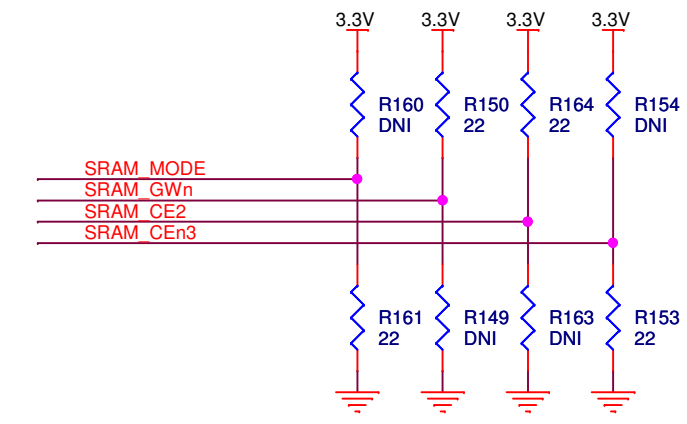 3.3V 3.3V 3.3V 3.3V
R160 R150 R164 R154
DNI 22 22 DNI
SRAM_MODE
SRAM_GWn
SRAM_CE2
SRAM_CEn3
R161 R149 R163 R153
22 DNI DNI 22